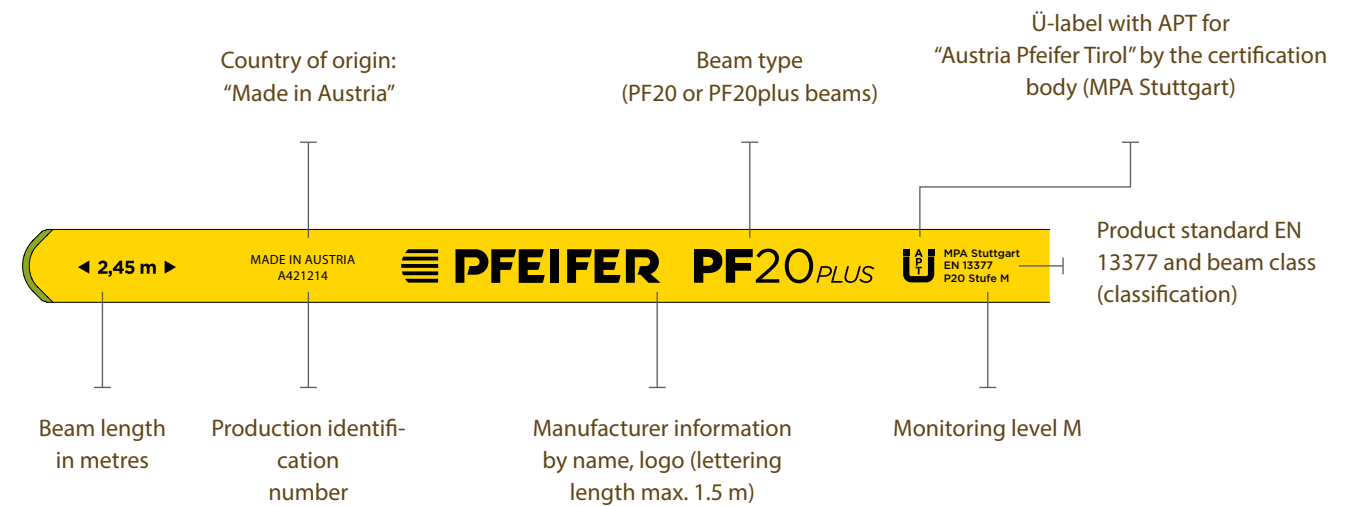 Country of origin:
“Made in Austria”
Beam type
(PF20 or PF20plus beams)
Ü-label with APT for
“Austria Pfeifer Tirol” by the certification
body (MPA Stuttgart)
◄ 2,45 m ►
MADE IN AUSTRIA
A421214
PFEIFER
PF20 PLUS
APT
Ü
MPA Stuttgart
EN 13377
P20 Stufe M
Product standard EN
13377 and beam class
(classification)
Beam length
in metres
Production identifi-
cation
number
Manufacturer information
by name, logo (lettering
length max. 1.5 m)
Monitoring level M